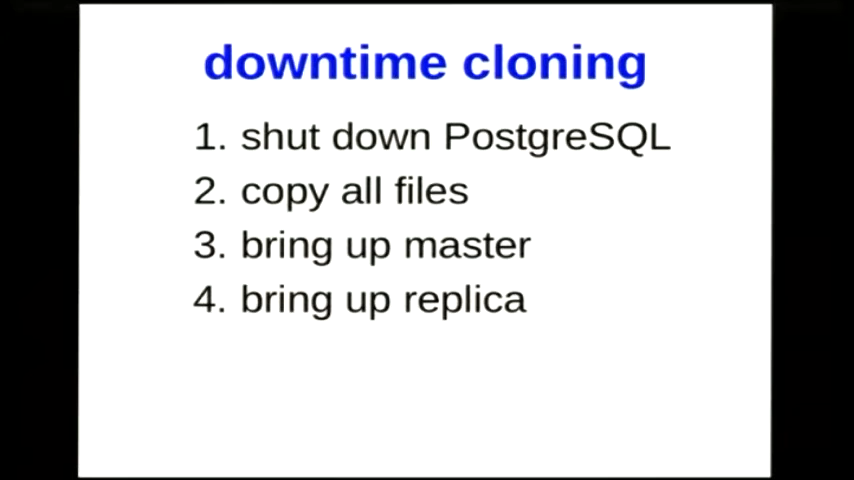 downtime cloning
1. shut down PostgreSQL
2. copy all files
3. bring up master
4. bring up replica